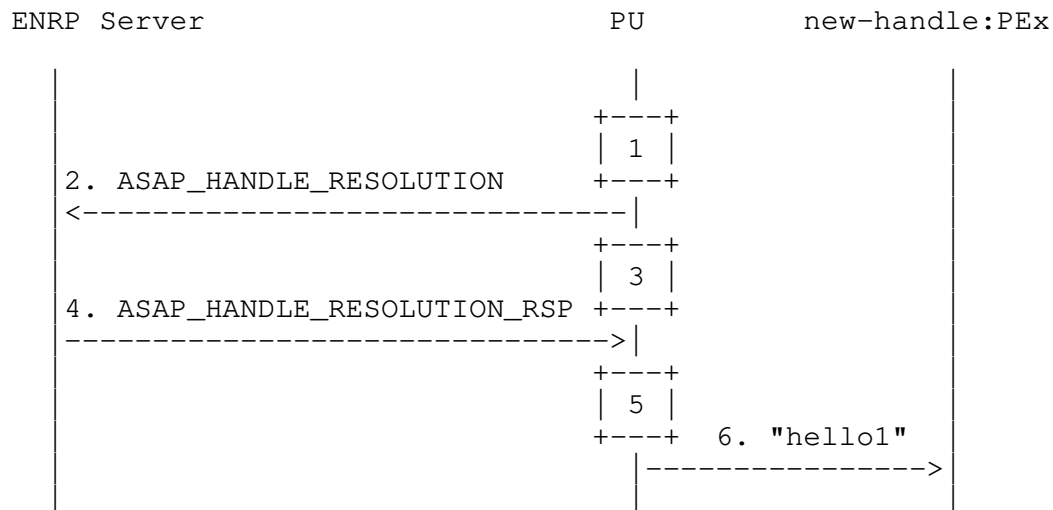 ENRP Server PU new-handle:PEx
1
2. ASAP_HANDLE_RESOLUTION
3
4. ASAP_HANDLE_RESOLUTION_RSP
5
6. "hello1"